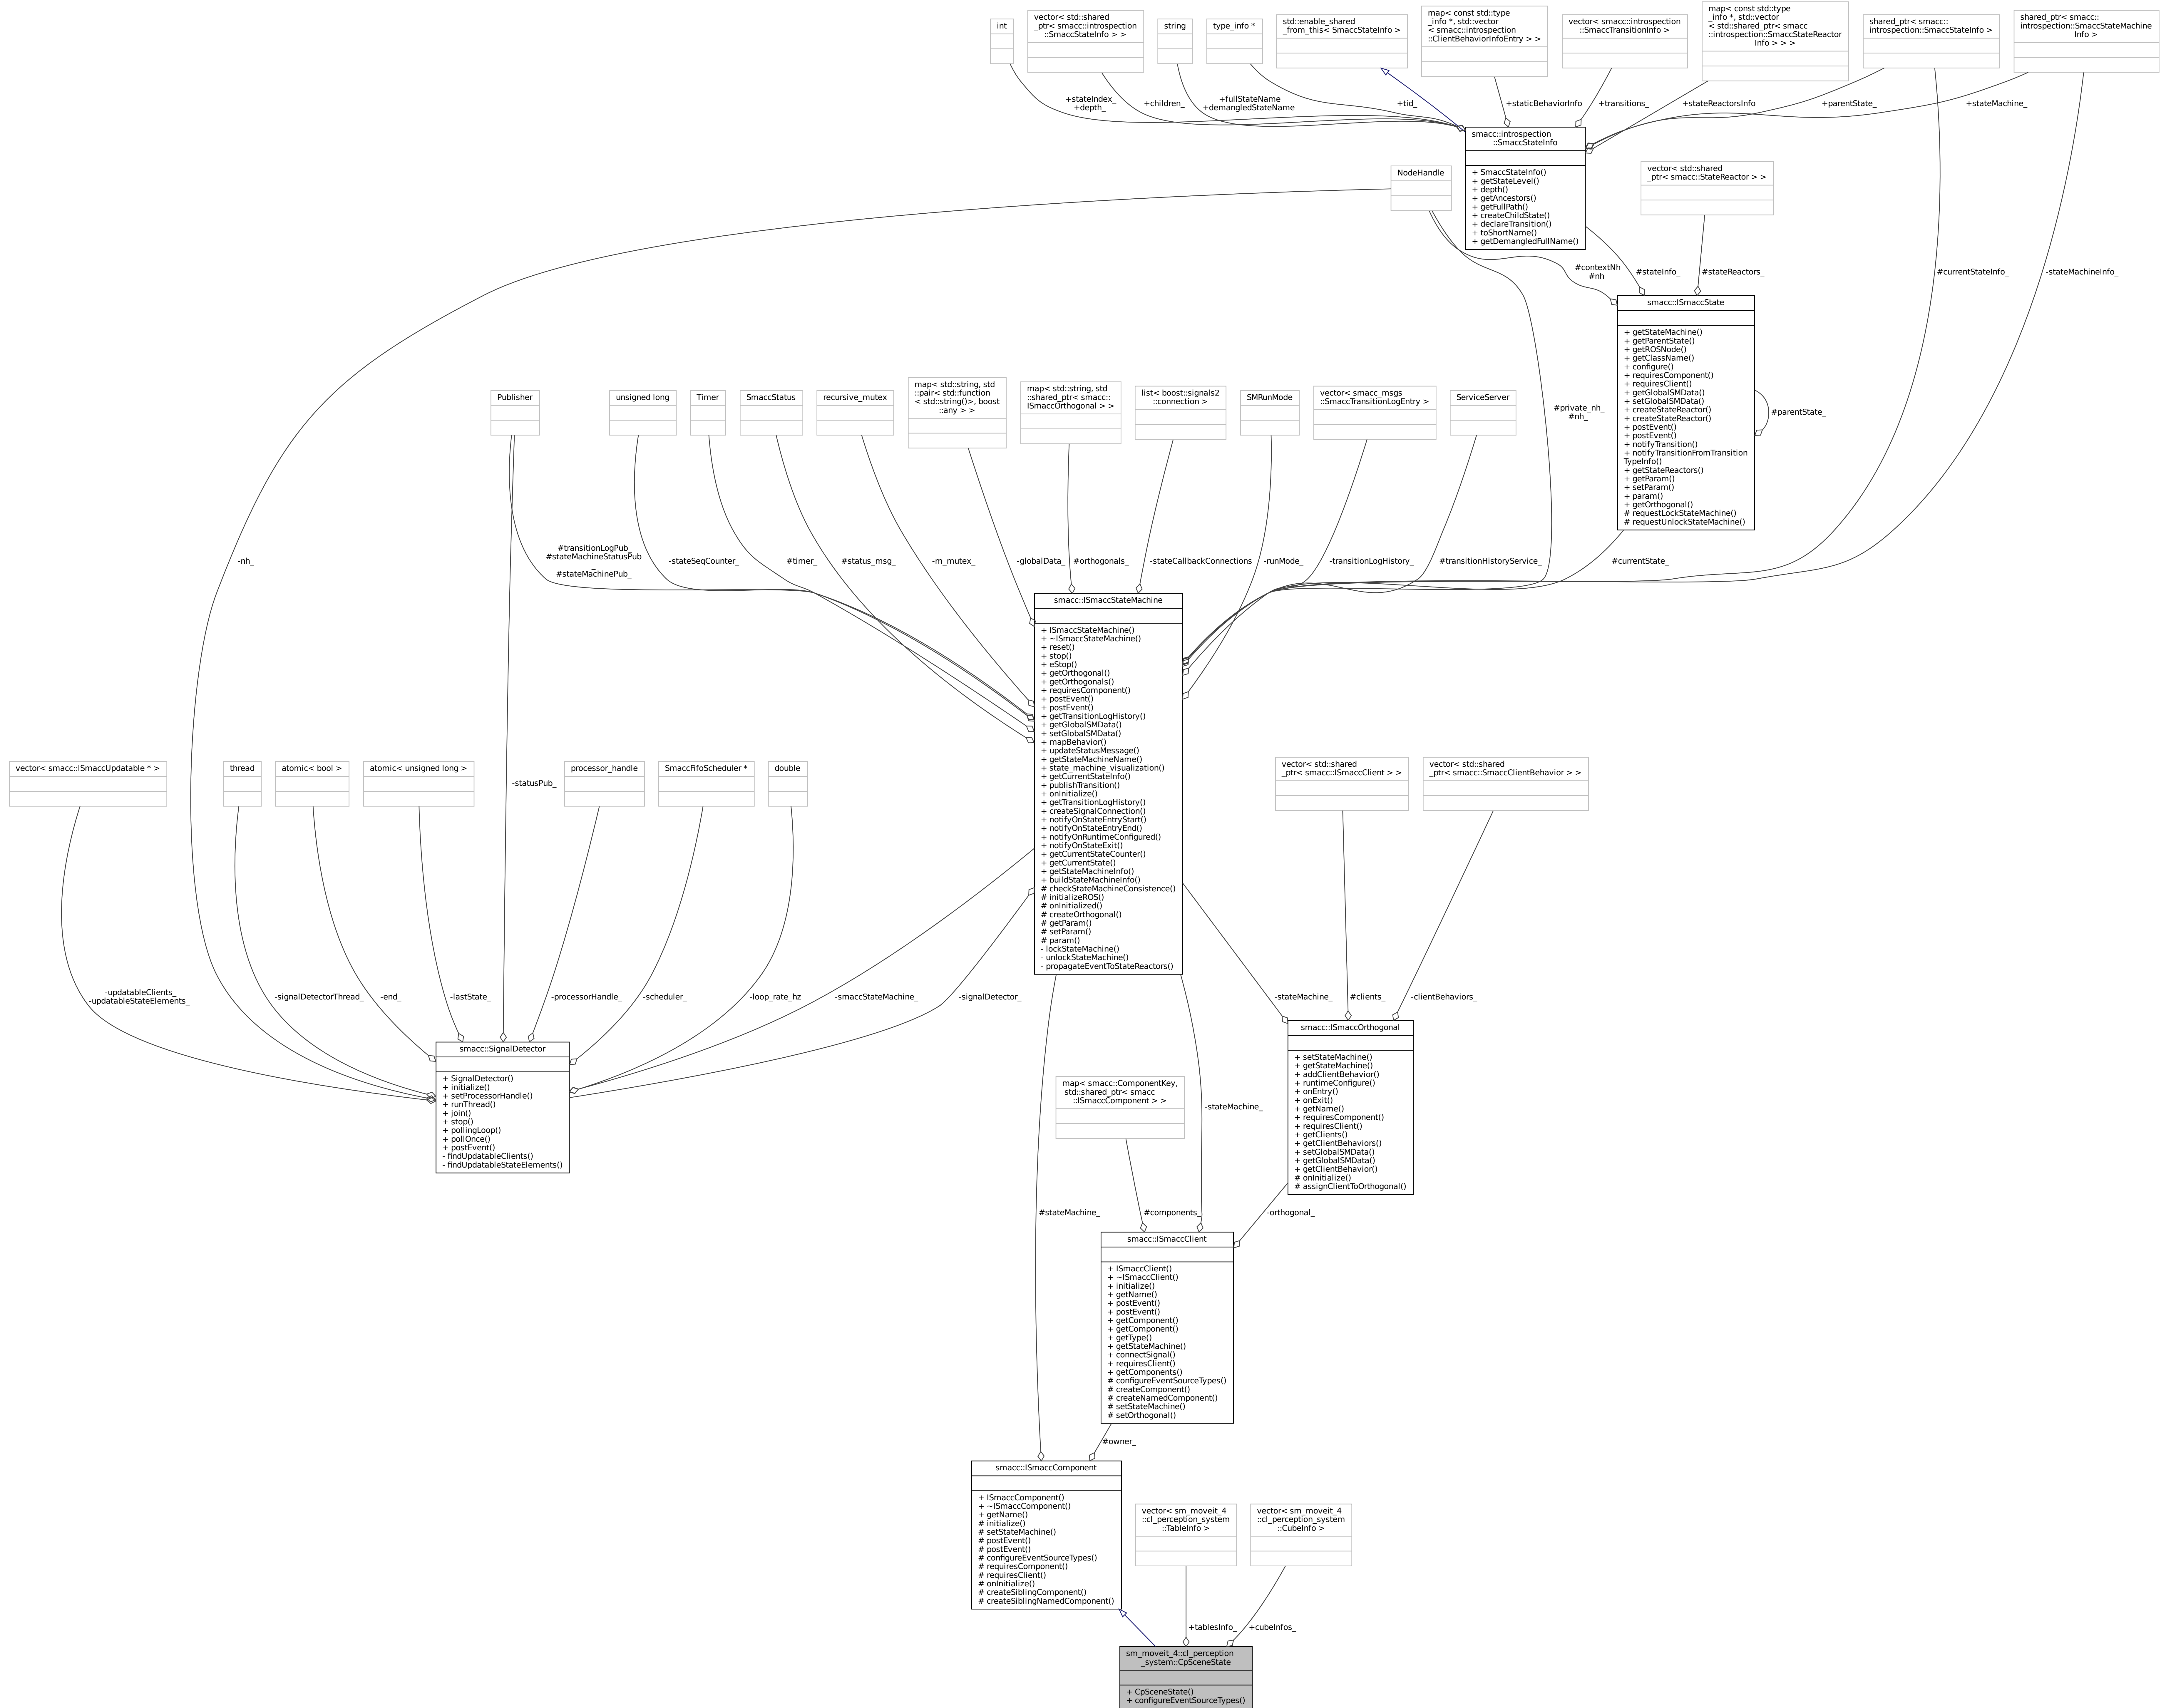 int
vector< std::shared
_ptr< smacc::introspection
::SmaccStateInfo > >
string
type_info *
std::enable_shared
_from_this< SmaccStateInfo >
map< const std::type
_info *, std::vector
< smacc::introspection
::ClientBehaviorInfoEntry > >
vector< smacc::introspection
::SmaccTransitionInfo >
map< const std::type
_info *, std::vector
< std::shared_ptr< smacc
::introspection::SmaccStateReactor
Info > > >
shared_ptr< smacc::
introspection::SmaccStateInfo >
shared_ptr< smacc::
introspection::SmaccStateMachine
Info >
+stateIndex_
+depth_
+children_
+fullStateName
+demangledStateName
+tid_
+staticBehaviorInfo
+transitions_
+stateReactorsInfo
+parentState_
+stateMachine_
smacc::introspection
::SmaccStateInfo
+ SmaccStateInfo()
+ getStateLevel()
+ depth()
+ getAncestors()
+ getFullPath()
+ createChildState()
+ declareTransition()
+ toShortName()
+ getDemangledFullName()
NodeHandle
vector< std::shared
_ptr< smacc::StateReactor > >
#contextNh
#nh
#stateInfo_
#stateReactors_
#currentStateInfo_
-stateMachineInfo_
smacc::ISmaccState
+ getStateMachine()
+ getParentState()
+ getROSNode()
+ getClassName()
+ configure()
+ requiresComponent()
+ requiresClient()
+ getGlobalSMData()
+ setGlobalSMData()
+ createStateReactor()
+ createStateReactor()
+ postEvent()
+ postEvent()
+ notifyTransition()
+ notifyTransitionFromTransition
TypeInfo()
+ getStateReactors()
+ getParam()
+ setParam()
+ param()
+ getOrthogonal()
# requestLockStateMachine()
# requestUnlockStateMachine()
#parentState_
Publisher
unsigned long
Timer
SmaccStatus
recursive_mutex
map< std::string, std
::pair< std::function
< std::string()>, boost
::any > >
map< std::string, std
::shared_ptr< smacc::
ISmaccOrthogonal > >
list< boost::signals2
::connection >
SMRunMode
vector< smacc_msgs
::SmaccTransitionLogEntry >
ServiceServer
#private_nh_
#nh_
-nh_
#transitionLogPub_
#stateMachineStatusPub
_
#stateMachinePub_
-stateSeqCounter_
#timer_
#status_msg_
-m_mutex_
-globalData_
#orthogonals_
-stateCallbackConnections
-runMode_
-transitionLogHistory_
#transitionHistoryService_
#currentState_
smacc::ISmaccStateMachine
+ ISmaccStateMachine()
+ ~ISmaccStateMachine()
+ reset()
+ stop()
+ eStop()
+ getOrthogonal()
+ getOrthogonals()
+ requiresComponent()
+ postEvent()
+ postEvent()
+ getTransitionLogHistory()
+ getGlobalSMData()
+ setGlobalSMData()
+ mapBehavior()
+ updateStatusMessage()
+ getStateMachineName()
+ state_machine_visualization()
+ getCurrentStateInfo()
+ publishTransition()
+ onInitialize()
+ getTransitionLogHistory()
+ createSignalConnection()
+ notifyOnStateEntryStart()
+ notifyOnStateEntryEnd()
+ notifyOnRuntimeConfigured()
+ notifyOnStateExit()
+ getCurrentStateCounter()
+ getCurrentState()
+ getStateMachineInfo()
+ buildStateMachineInfo()
# checkStateMachineConsistence()
# initializeROS()
# onInitialized()
# createOrthogonal()
# getParam()
# setParam()
# param()
- lockStateMachine()
- unlockStateMachine()
- propagateEventToStateReactors()
vector< smacc::ISmaccUpdatable * >
thread
atomic< bool >
atomic< unsigned long >
-statusPub_
processor_handle
SmaccFifoScheduler *
double
vector< std::shared
_ptr< smacc::ISmaccClient > >
vector< std::shared
_ptr< smacc::SmaccClientBehavior > >
-updatableClients_
-updatableStateElements_
-signalDetectorThread_
-end_
-lastState_
-processorHandle_
-scheduler_
-loop_rate_hz
-smaccStateMachine_
-signalDetector_
-stateMachine_
#clients_
-clientBehaviors_
smacc::SignalDetector
+ SignalDetector()
+ initialize()
+ setProcessorHandle()
+ runThread()
+ join()
+ stop()
+ pollingLoop()
+ pollOnce()
+ postEvent()
- findUpdatableClients()
- findUpdatableStateElements()
smacc::ISmaccOrthogonal
+ setStateMachine()
+ getStateMachine()
+ addClientBehavior()
+ runtimeConfigure()
+ onEntry()
+ onExit()
+ getName()
+ requiresComponent()
+ requiresClient()
+ getClients()
+ getClientBehaviors()
+ setGlobalSMData()
+ getGlobalSMData()
+ getClientBehavior()
# onInitialize()
# assignClientToOrthogonal()
map< smacc::ComponentKey,
std::shared_ptr< smacc
::ISmaccComponent > >
-stateMachine_
#stateMachine_
#components_
-orthogonal_
smacc::ISmaccClient
+ ISmaccClient()
+ ~ISmaccClient()
+ initialize()
+ getName()
+ postEvent()
+ postEvent()
+ getComponent()
+ getComponent()
+ getType()
+ getStateMachine()
+ connectSignal()
+ requiresClient()
+ getComponents()
# configureEventSourceTypes()
# createComponent()
# createNamedComponent()
# setStateMachine()
# setOrthogonal()
#owner_
smacc::ISmaccComponent
+ ISmaccComponent()
+ ~ISmaccComponent()
+ getName()
# initialize()
# setStateMachine()
# postEvent()
# postEvent()
# configureEventSourceTypes()
# requiresComponent()
# requiresClient()
# onInitialize()
# createSiblingComponent()
# createSiblingNamedComponent()
vector< sm_moveit_4
::cl_perception_system
::TableInfo >
vector< sm_moveit_4
::cl_perception_system
::CubeInfo >
+tablesInfo_
+cubeInfos_
sm_moveit_4::cl_perception
_system::CpSceneState
+ CpSceneState()
+ configureEventSourceTypes()